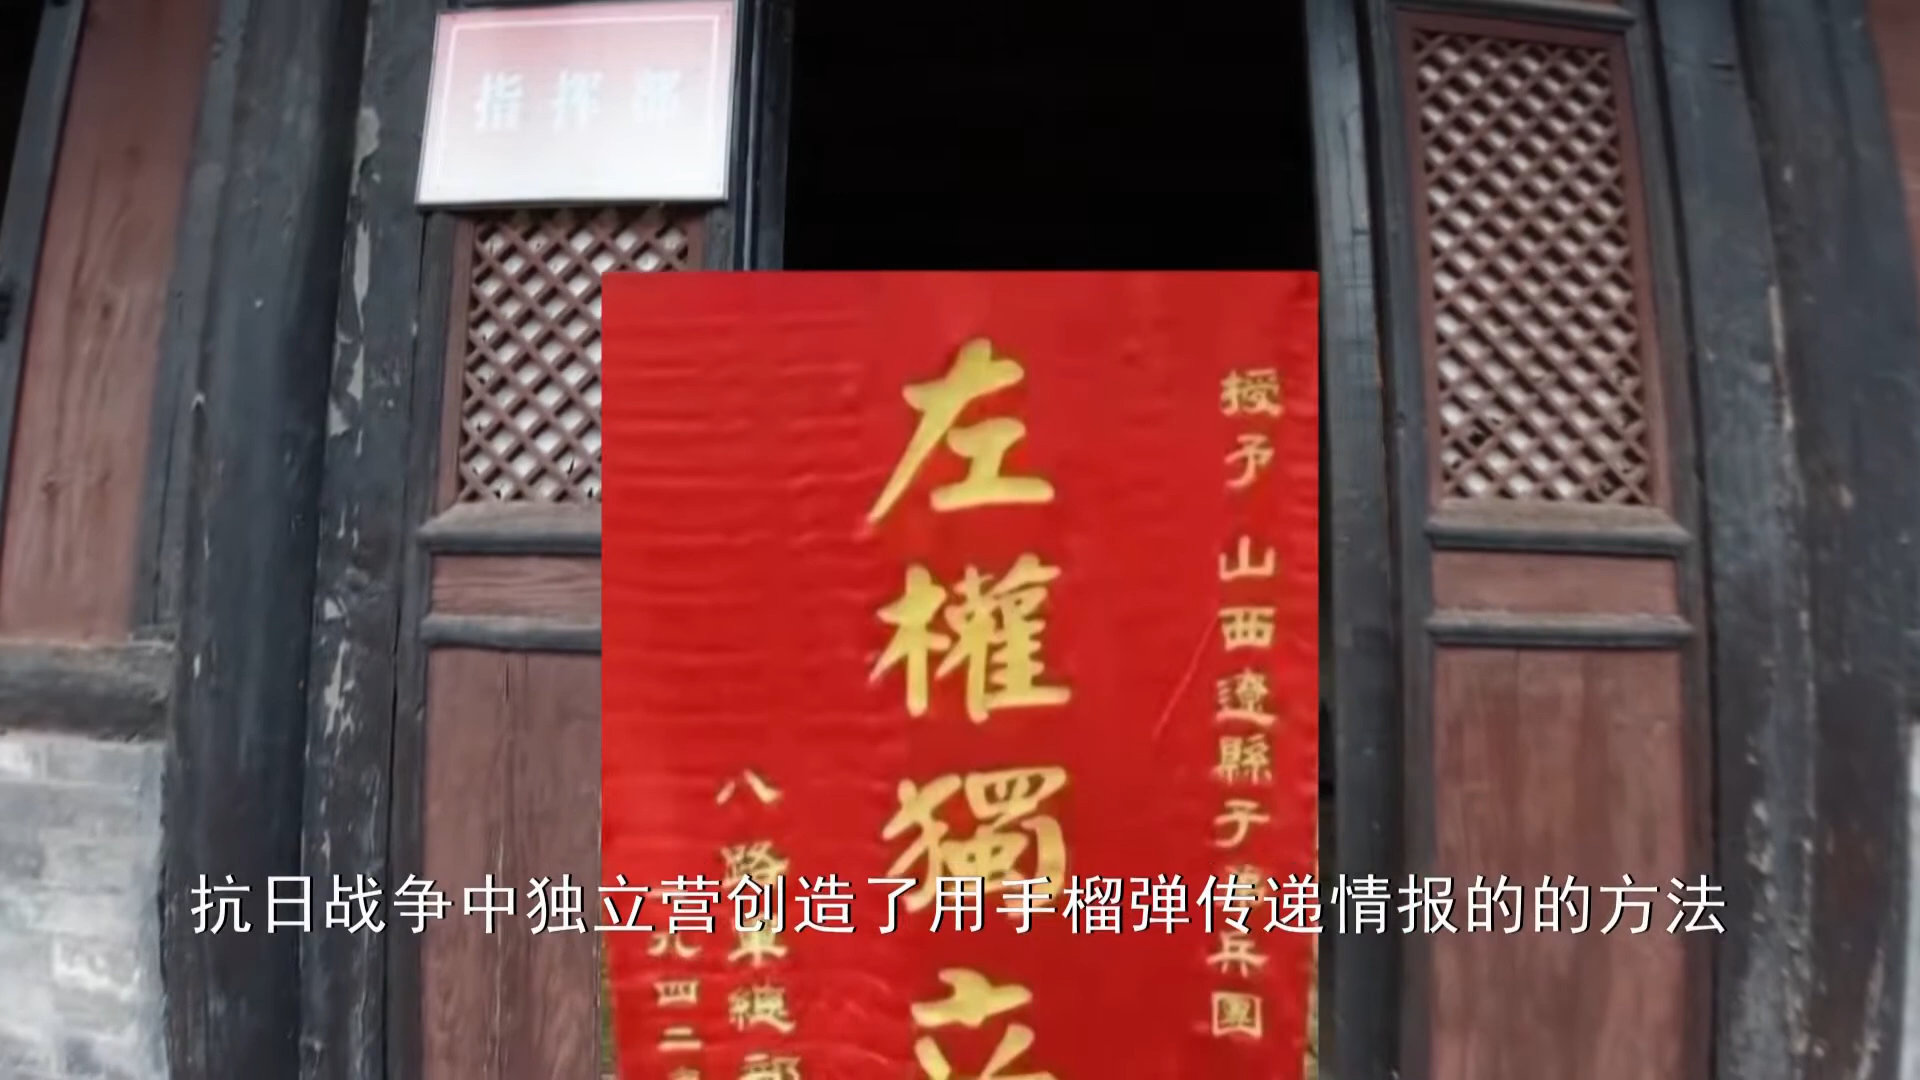 指挥部
授予山西遼縣子
兵團
左權獨立
八路軍總部
九四二
抗日战争中独立营创造了用手榴弹传递情报的的方法